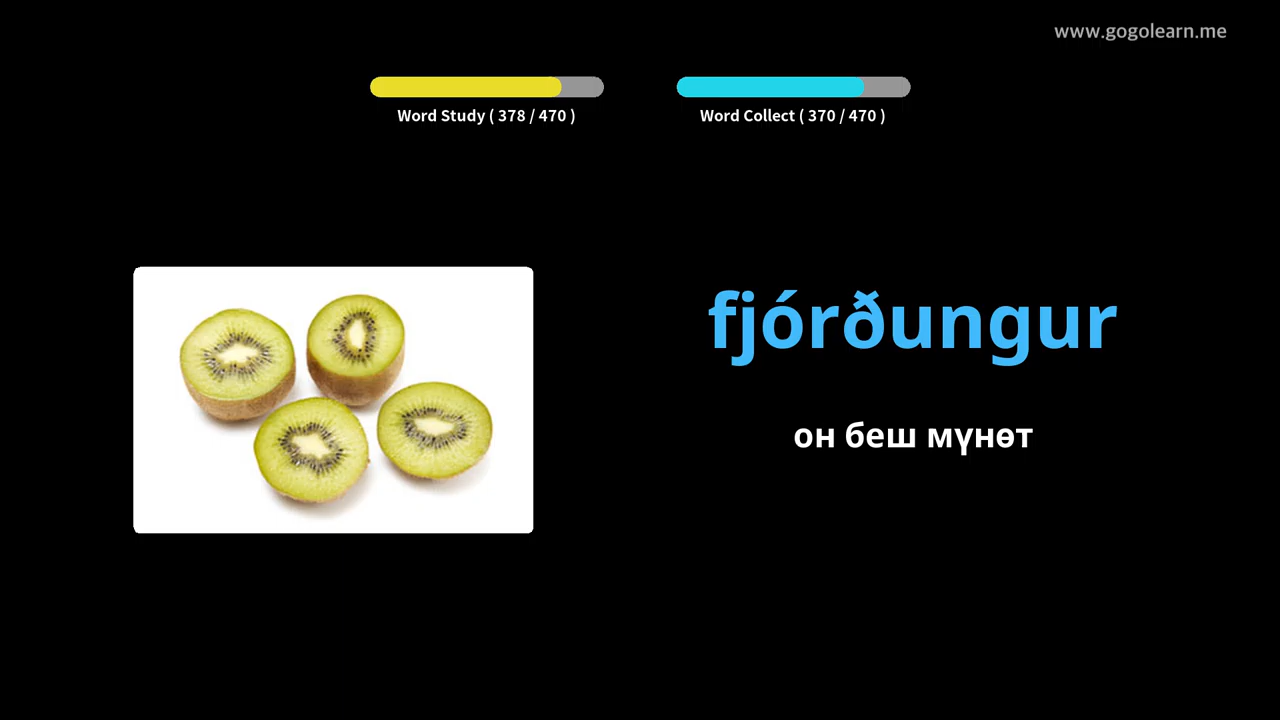 www.gogolearn.me
Word Study ( 378 / 470 )
Word Collect ( 370 / 470 )
fjórðungur
он беш мүнөт